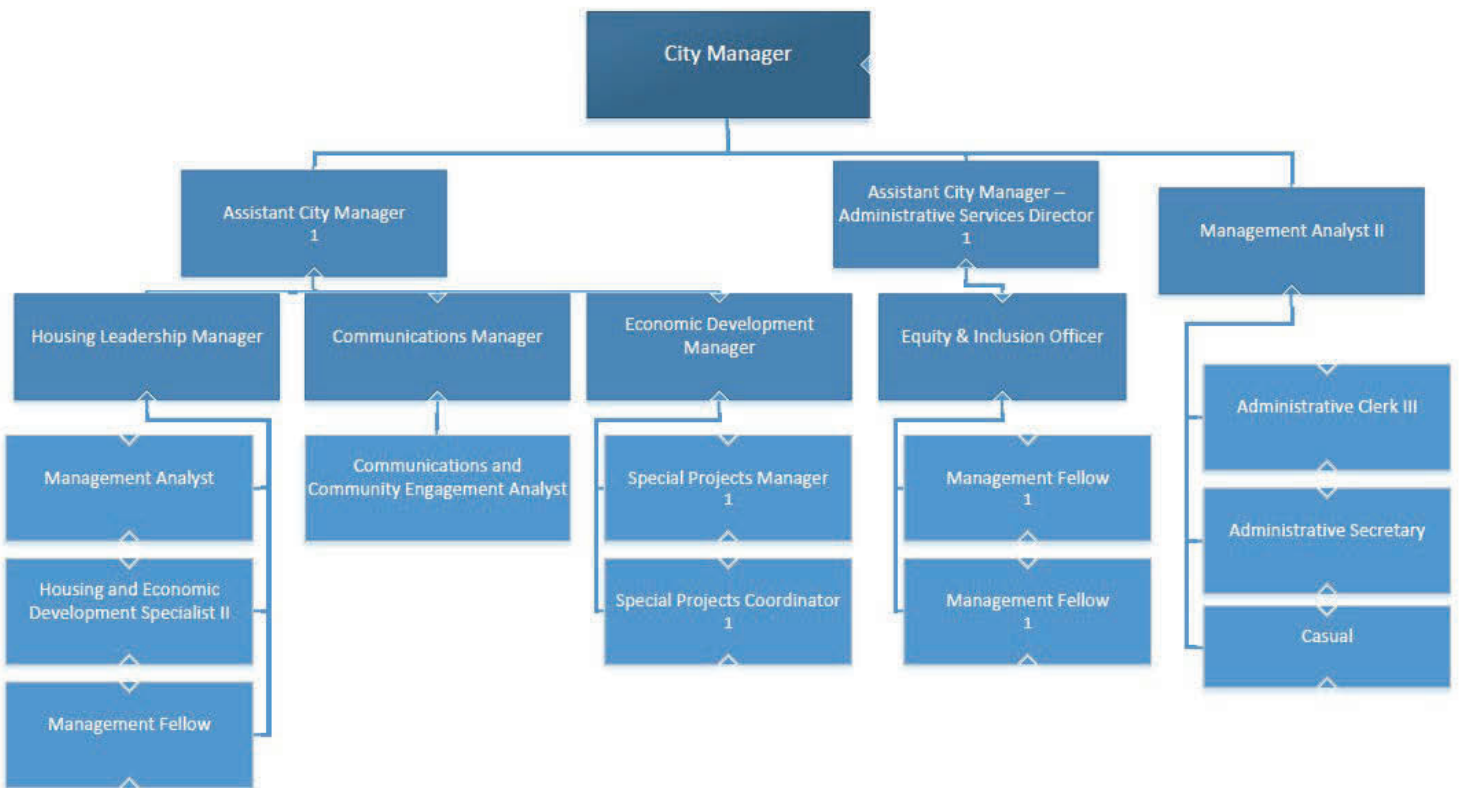 City Manager
Assistant City Manager
1
Assistant City Manager –
Administrative Services Director
1
Management Analyst II
Housing Leadership Manager
Communications Manager
Economic Development
Manager
Equity & Inclusion Officer
Administrative Clerk III
Management Analyst
Communications and
Community Engagement Analyst
Special Projects Manager
1
Management Fellow
1
Administrative Secretary
Housing and Economic
Development Specialist II
Special Projects Coordinator
1
Management Fellow
1
Casual
Management Fellow